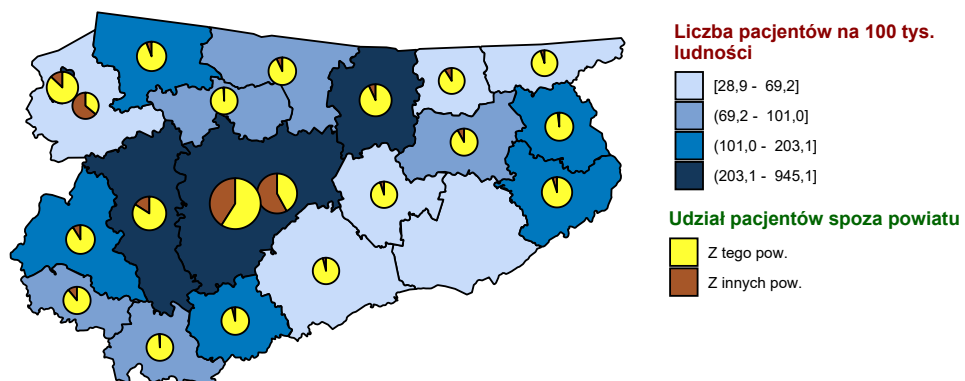 Liczba pacjentów na 100 tys.
ludności
[28,9 - 69,2]
(69,2 - 101,0]
(101,0 - 203,1]
(203,1 - 945,1]
Udział pacjentów spoza powiatu
Z tego pow.
Z innych pow.